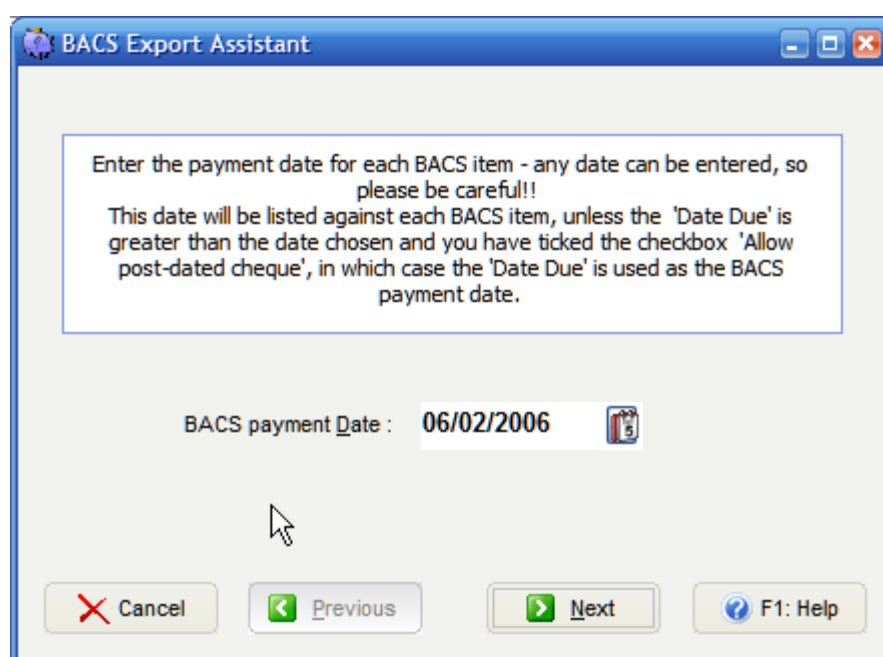 BACS Export Assistant
Enter the payment date for each BACS item - any date can be entered, so
please be careful!!
This date will be listed against each BACS item, unless the 'Date Due' is
greater than the date chosen and you have ticked the checkbox 'Allow
post-dated cheque', in which case the 'Date Due' is used as the BACS
payment date.
BACS payment Date : 06/02/2006 5
Cancel Previous Next F1: Help